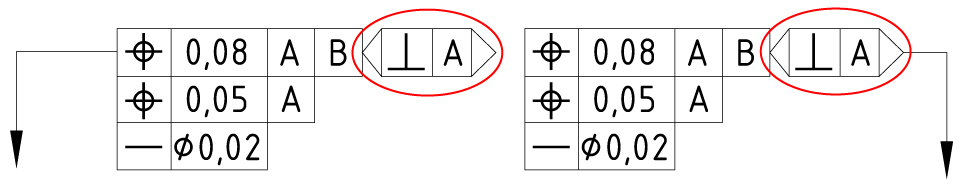 ⌖ 0,08 A B ⟂ A
⌖ 0,05 A
⏤ ⌀0,02
⌖ 0,08 A B ⟂ A
⌖ 0,05 A
⏤ ⌀0,02